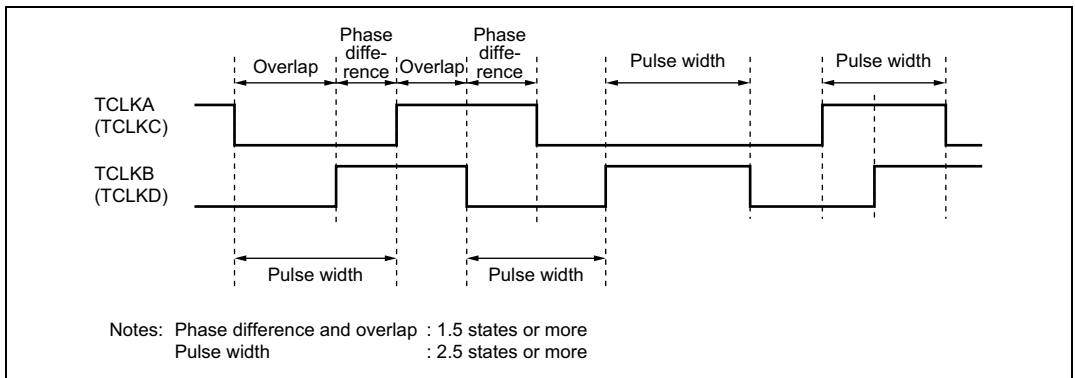 Phase
diffe-
rence
Phase
diffe-
rence
Overlap
Overlap
Pulse width
Pulse width
TCLKA
(TCLKC)
TCLKB
(TCLKD)
Pulse width
Pulse width
Notes: Phase difference and overlap : 1.5 states or more
Pulse width : 2.5 states or more